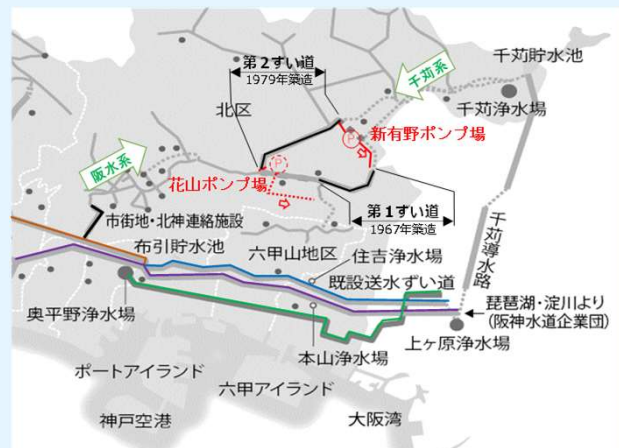 第2すい道
1979年築造
千苅系
千苅貯水池
北区
千苅浄水場
新有野ポンプ場
P
P
阪水系
花山ポンプ場
第1すい道
1967年築造
市街地・北神連絡施設
布引貯水池
六甲山地区
住吉浄水場
既設送水ずい道
千苅導水路
琵琶湖・淀川より
(阪神水道企業団)
奥平野浄水場
本山浄水場
上ヶ原浄水場
ポートアイランド
六甲アイランド
神戸空港
大阪湾